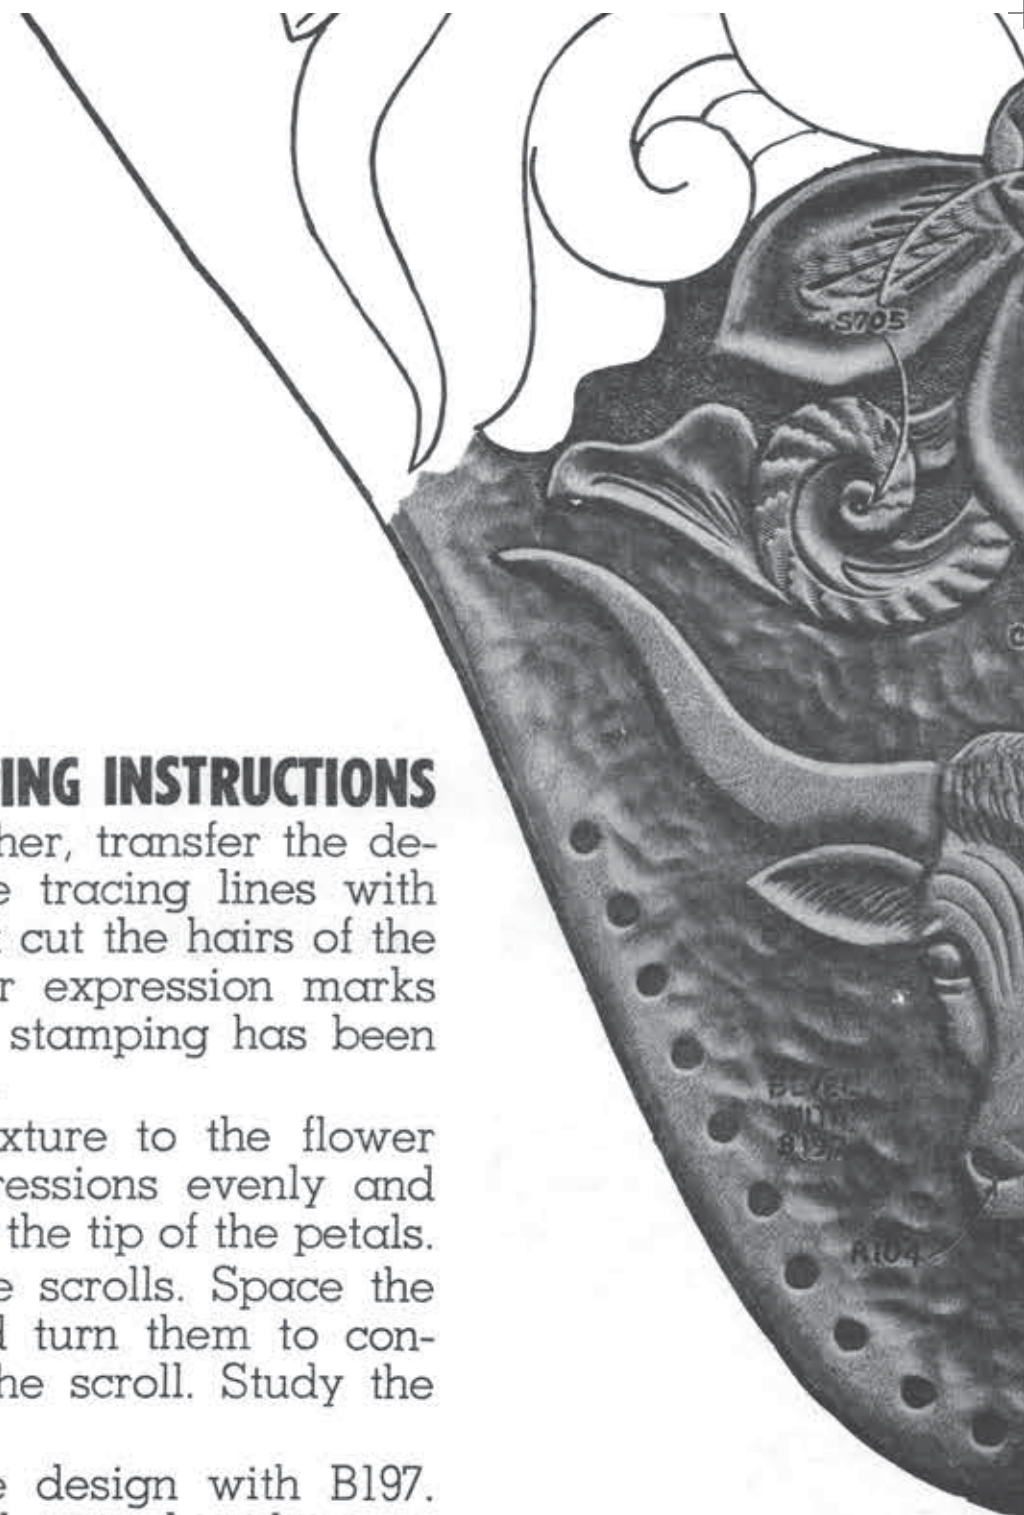 S705
ING INSTRUCTIONS
her, transfer the de-
e tracing lines with
cut the hairs of the
r expression marks
stamping has been
xture to the flower
BEVEL
WITH
B197
ressions evenly and
the tip of the petals.
A104
e scrolls. Space the
d turn them to con-
he scroll. Study the
e design with B197.